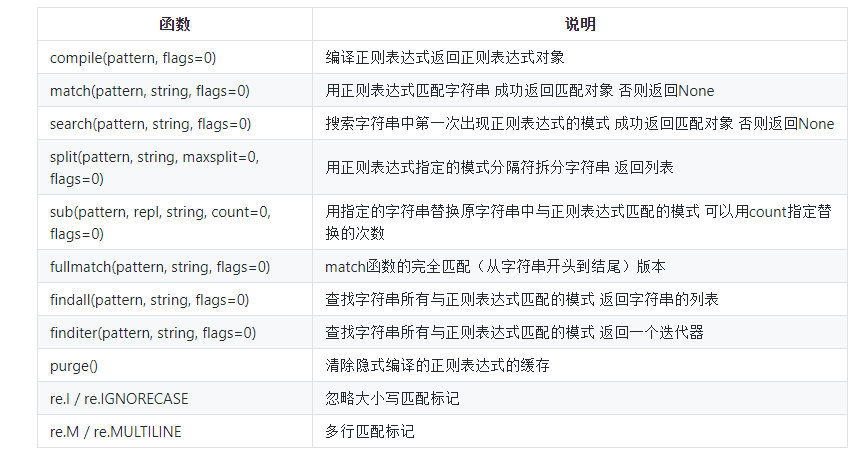 函数 说明
compile(pattern, flags=0) 编译正则表达式返回正则表达式对象
match(pattern, string, flags=0) 用正则表达式匹配字符串 成功返回匹配对象 否则返回None
search(pattern, string, flags=0) 搜索字符串中第一次出现正则表达式的模式 成功返回匹配对象 否则返回None
split(pattern, string, maxsplit=0,
flags=0)
用正则表达式指定的模式分隔符拆分字符串 返回列表
sub(pattern, repl, string, count=0,
flags=0)
用指定的字符串替换原字符串中与正则表达式匹配的模式 可以用count指定替
换的次数
fullmatch(pattern, string, flags=0) match函数的完全匹配（从字符串开头到结尾）版本
findall(pattern, string, flags=0) 查找字符串所有与正则表达式匹配的模式 返回字符串的列表
finditer(pattern, string, flags=0) 查找字符串所有与正则表达式匹配的模式 返回一个迭代器
purge() 清除隐式编译的正则表达式的缓存
re.I / re.IGNORECASE 忽略大小写匹配标记
re.M / re.MULTILINE 多行匹配标记